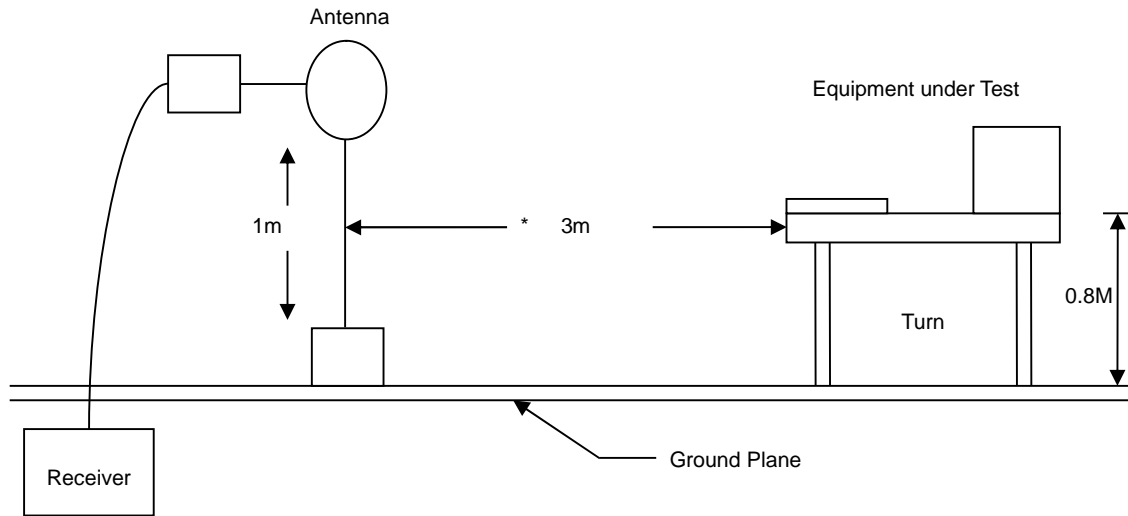 Antenna
Equipment under Test
1m
* 3m
0.8M
Turn
Ground Plane
Receiver